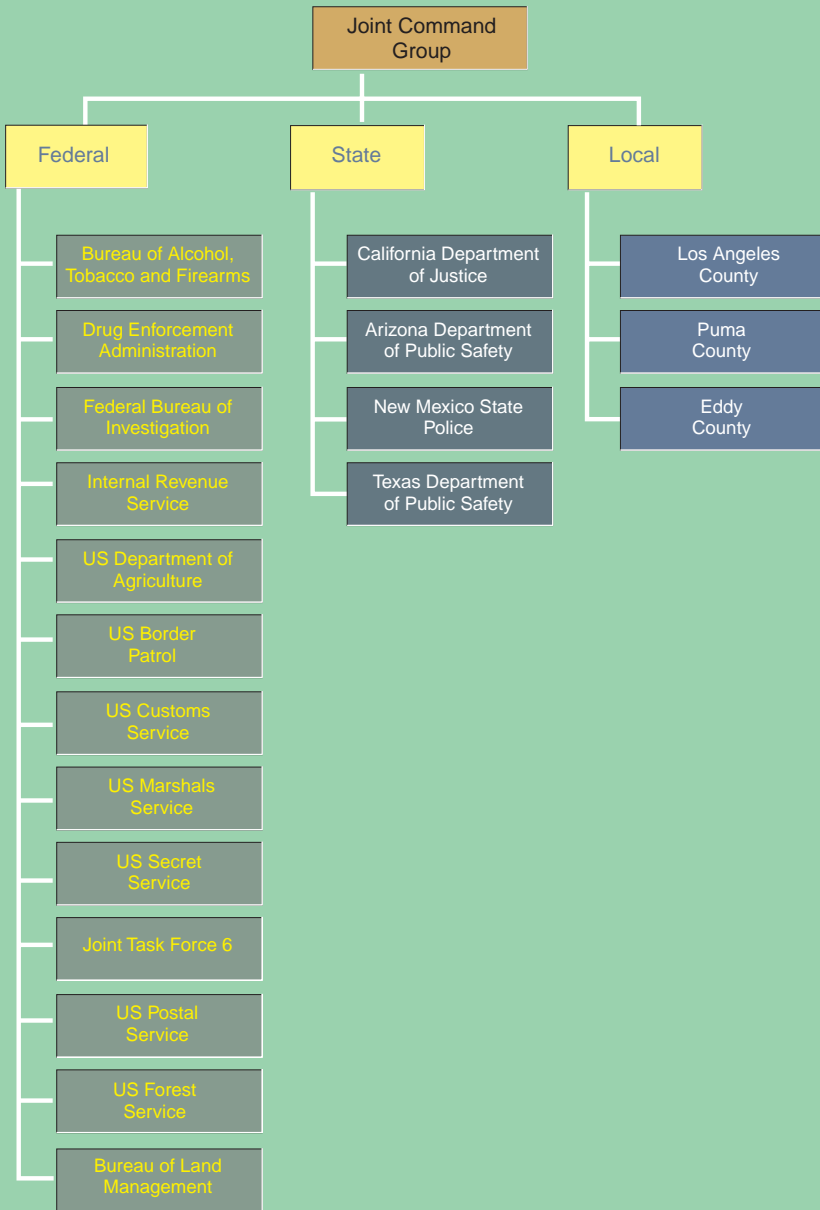 Joint Command
Group
Federal
State
Local
Bureau of Alcohol,
Tobacco and Firearms
Drug Enforcement
Administration
Federal Bureau of
Investigation
Internal Revenue
Service
US Department of
Agriculture
US Border
Patrol
US Customs
Service
US Marshals
Service
US Secret
Service
Joint Task Force 6
US Postal
Service
US Forest
Service
Bureau of Land
Management
California Department
of Justice
Arizona Department
of Public Safety
New Mexico State
Police
Texas Department
of Public Safety
Los Angeles
County
Puma
County
Eddy
County